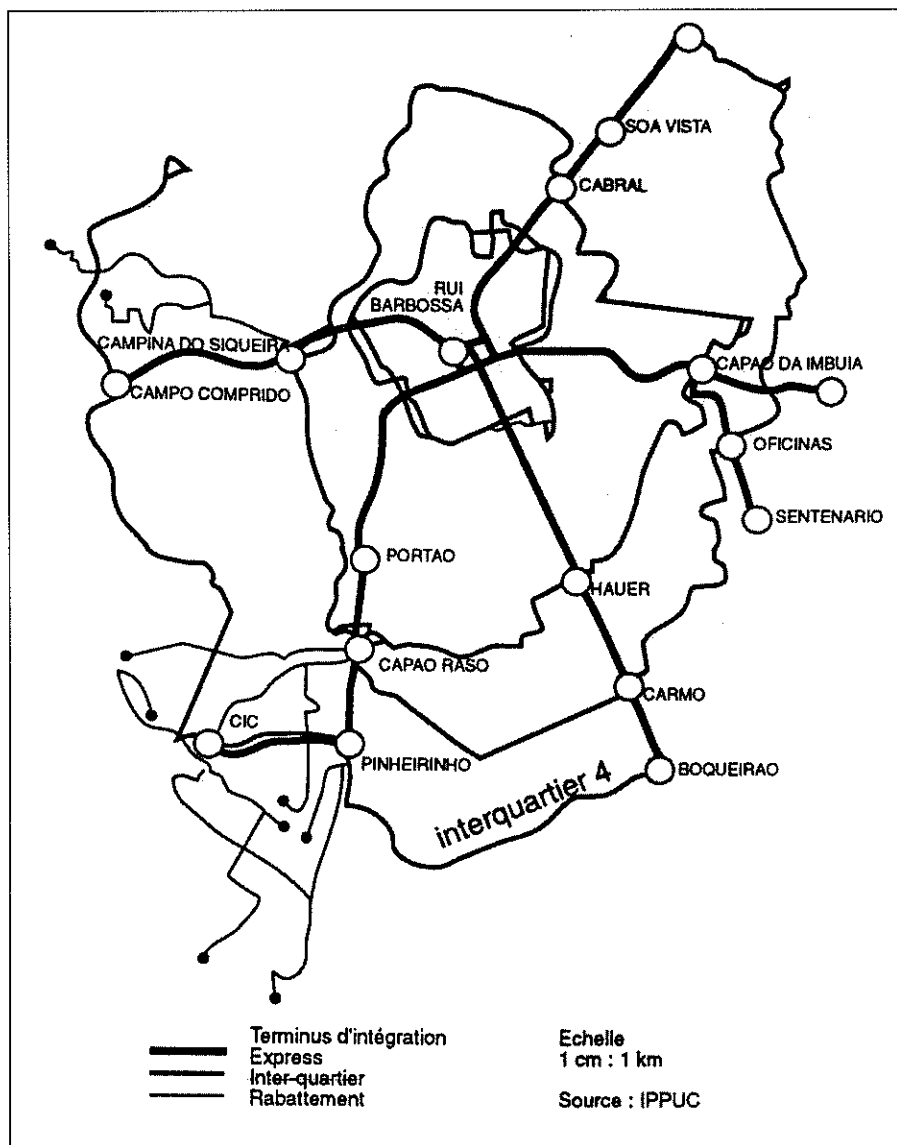 SOA VISTA
CABRAL
RUI
BARBOSSA
CAMPINA DO SIQUEIRA
CAPAO DA IMBUIA
CAMPO COMPRIDO
OFICINAS
SENTENARIO
PORTAO
HAUER
CAPAO RASO
CARMO
CIC
PINHEIRINHO
BOQUEIRAO
interquartier 4
Terminus d'intégration
Express
Inter-quartier
Rabattement
Echelle
1 cm : 1 km
Source : IPPUC